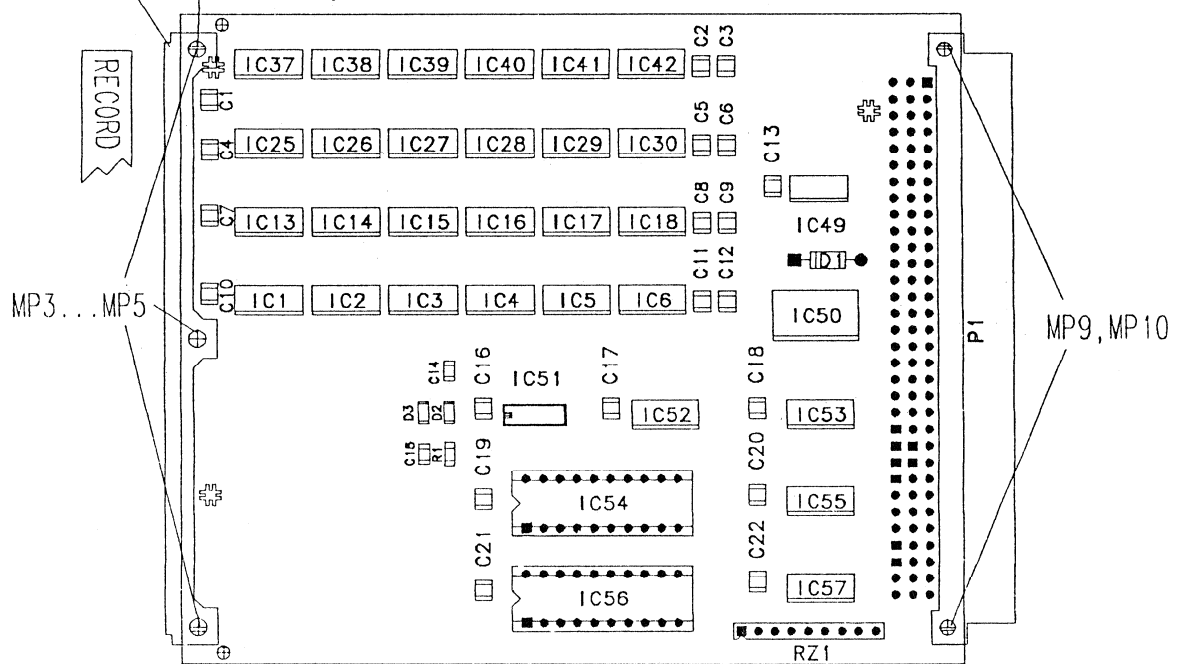 C2 C3
IC37 IC38 IC39 IC40 IC41 IC42
RECORD
C1
C5 C6
C4
IC25 IC26 IC27 IC28 IC29 IC30
C13
C8 C9
C7
IC13 IC14 IC15 IC16 IC17 IC18
IC49
D1
C11 C12
C10
IC1 IC2 IC3 IC4 IC5 IC6
MP3...MP5
IC50
P1
MP9,MP10
C14
C16
IC51
C17
C18
D3 D2
IC52
IC53
C15 R1
C19
C20
IC54
IC55
C21
C22
IC56
IC57
RZ1